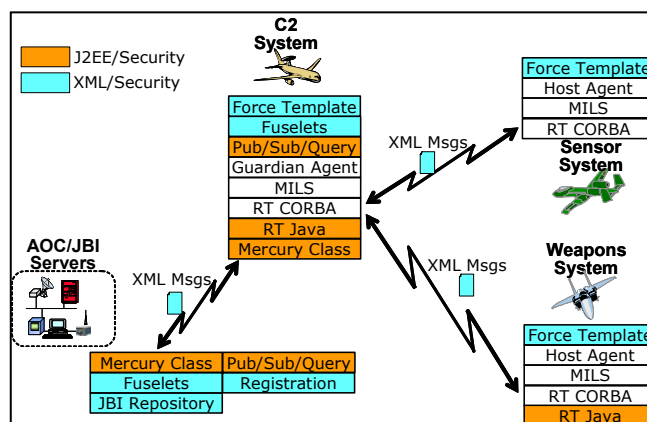 C2
System
J2EE/Security
XML/Security
Force Template
Fuselets
Pub/Sub/Query
Guardian Agent
MILS
RT CORBA
RT Java
Mercury Class
XML Msgs
Force Template
Host Agent
MILS
RT CORBA
Sensor
System
XML Msgs
Weapons
System
Force Template
Host Agent
MILS
RT CORBA
RT Java
AOC/JBI
Servers
XML Msgs
Mercury Class Pub/Sub/Query
Fuselets Registration
JBI Repository